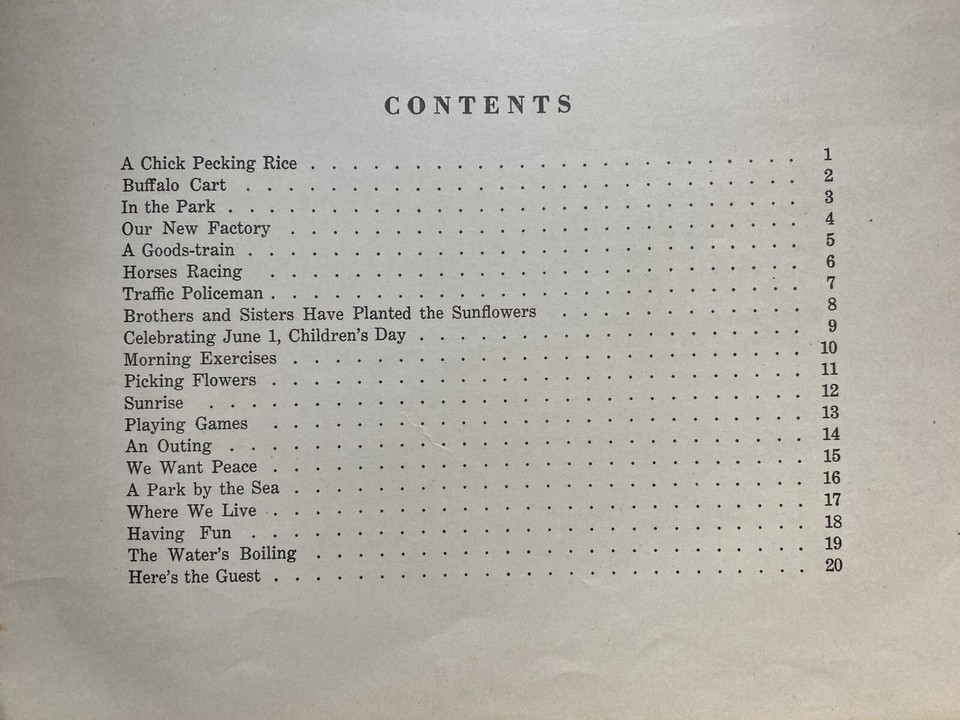 CONTENTS
A Chick Pecking Rice . . . . . . . . . . . . . . . . . . . . . . . . . 1
Buffalo Cart . . . . . . . . . . . . . . . . . . . . . . . . . 2
In the Park . . . . . . . . . . . . . . . . . . . . . . . . . 3
Our New Factory . . . . . . . . . . . . . . . . . . . . . . . . . 4
A Goods-train . . . . . . . . . . . . . . . . . . . . . . . . . 5
Horses Racing . . . . . . . . . . . . . . . . . . . . . . . . . 6
Traffic Policeman . . . . . . . . . . . . . . . . . . . . . . . . . 7
Brothers and Sisters Have Planted the Sunflowers . . . . . . . . . . . . . 8
Celebrating June 1, Children's Day . . . . . . . . . . . . . . . . . . 9
Morning Exercises . . . . . . . . . . . . . . . . . . . . . . . . . 10
Picking Flowers . . . . . . . . . . . . . . . . . . . . . . . . . 11
Sunrise . . . . . . . . . . . . . . . . . . . . . . . . . 12
Playing Games . . . . . . . . . . . . . . . . . . . . . . . . . 13
An Outing . . . . . . . . . . . . . . . . . . . . . . . . . 14
We Want Peace . . . . . . . . . . . . . . . . . . . . . . . . . 15
A Park by the Sea . . . . . . . . . . . . . . . . . . . . . . . . . 16
Where We Live . . . . . . . . . . . . . . . . . . . . . . . . . 17
Having Fun . . . . . . . . . . . . . . . . . . . . . . . . . 18
The Water's Boiling . . . . . . . . . . . . . . . . . . . . . . . . . 19
Here's the Guest . . . . . . . . . . . . . . . . . . . . . . . . . 20